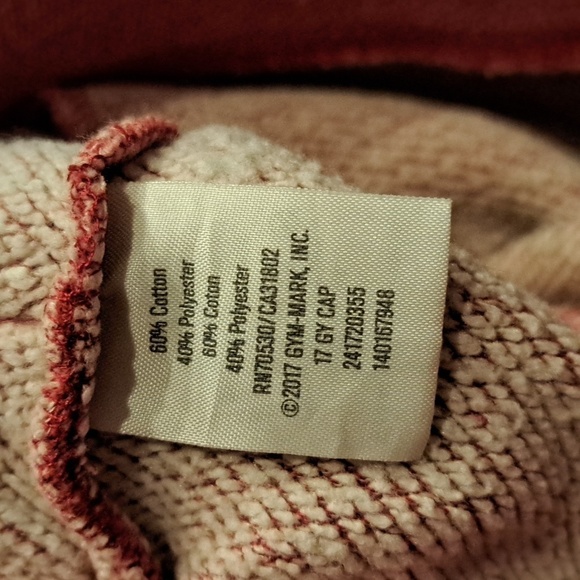 60% Cotton
40% Polyester
60% Coton
40% Polyester
RN70530/CA31802
©2017 GYM-MARK, INC.
17 GY CAP
241720355
140167948